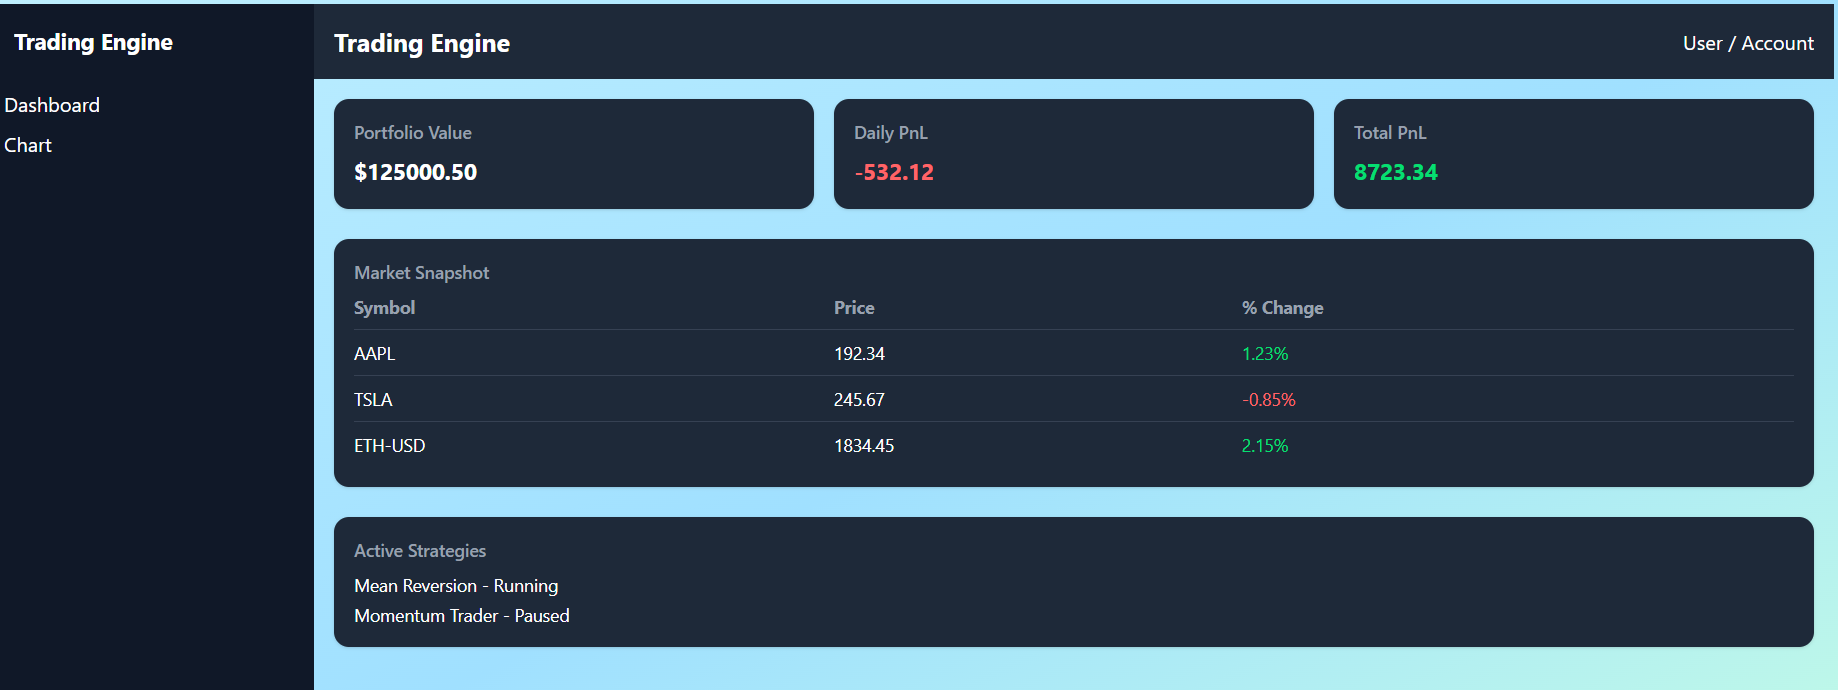 Trading Engine
Dashboard
Chart
Trading Engine
User / Account
Portfolio Value
$125000.50
Daily PnL
-532.12
Total PnL
8723.34
Market Snapshot
Symbol Price % Change
AAPL 192.34 1.23%
TSLA 245.67 -0.85%
ETH-USD 1834.45 2.15%
Active Strategies
Mean Reversion - Running
Momentum Trader - Paused